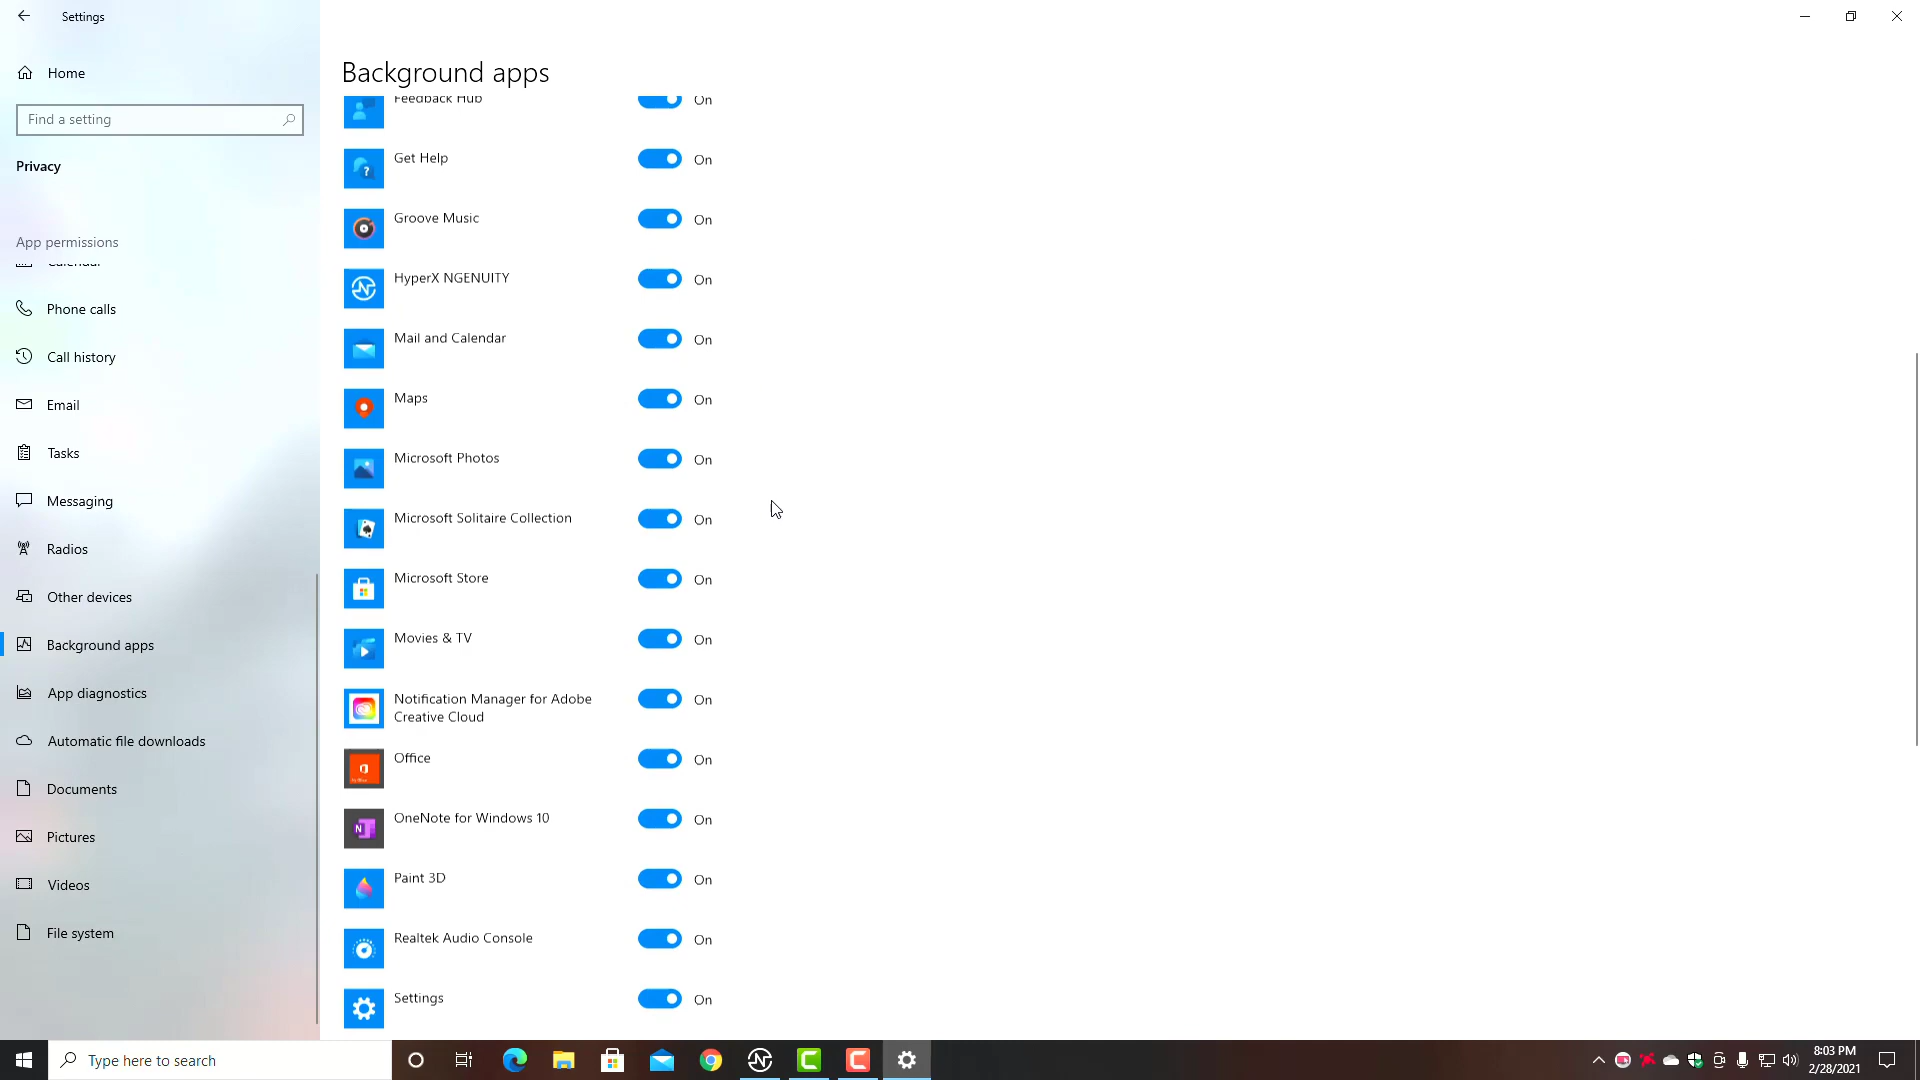 Settings
Home
Find a setting
Privacy
App permissions
Calendar
Phone calls
Call history
Email
Tasks
Messaging
Radios
Other devices
Background apps
App diagnostics
Automatic file downloads
Documents
Pictures
Videos
File system
Background apps
Feedback Hub On
Get Help On
Groove Music On
HyperX NGENUITY On
Mail and Calendar On
Maps On
Microsoft Photos On
Microsoft Solitaire Collection On
Microsoft Store On
Movies & TV On
Notification Manager for Adobe On
Creative Cloud
Office On
OneNote for Windows 10 On
Paint 3D On
Realtek Audio Console On
Settings On
Type here to search
8:03 PM
2/28/2021